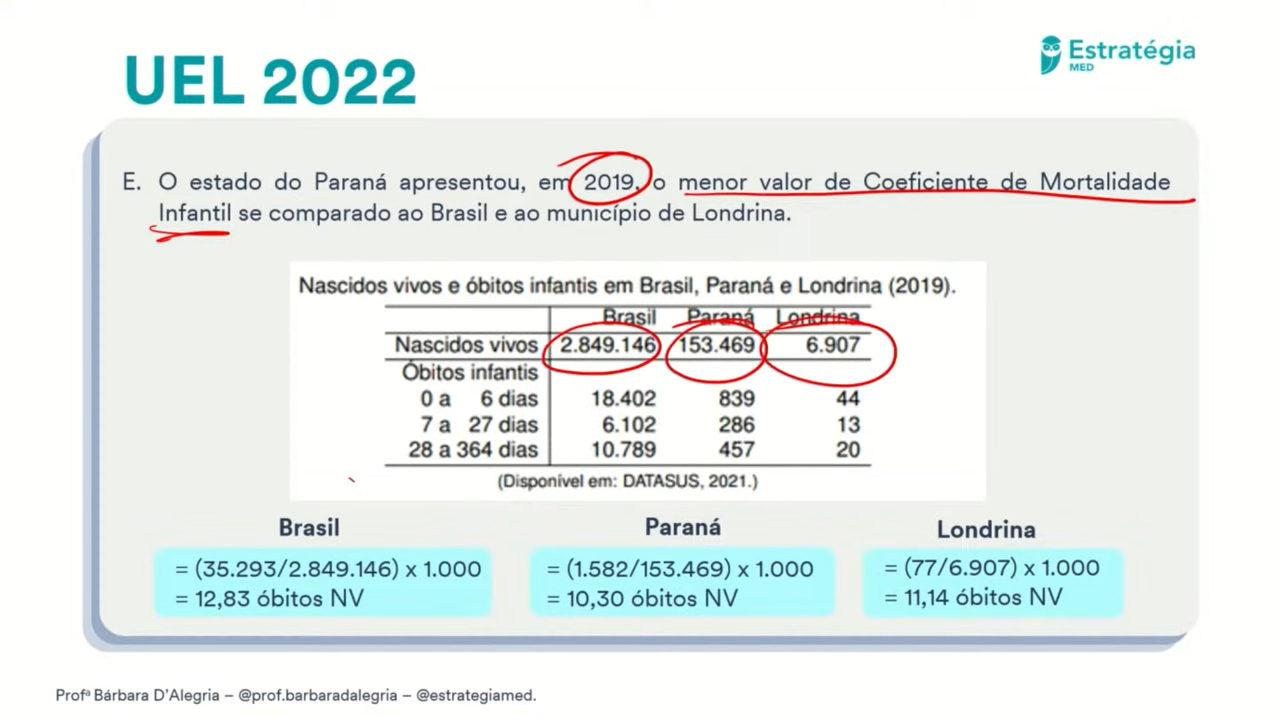 UEL 2022
Estratégia
MED
E. O estado do Paraná apresentou, em 2019, o menor valor de Coeficiente de Mortalidade
Infantil se comparado ao Brasil e ao município de Londrina.
Nascidos vivos e óbitos infantis em Brasil, Paraná e Londrina (2019).
Brasil Paraná Londrina
Nascidos vivos 2.849.146 153.469 6.907
Óbitos infantis
0 a 6 dias 18.402 839 44
7 a 27 dias 6.102 286 13
28 a 364 dias 10.789 457 20
(Disponível em: DATASUS, 2021.)
Brasil Paraná Londrina
= (35.293/2.849.146) x 1.000 = (1.582/153.469) x 1.000 = (77/6.907) x 1.000
= 12,83 óbitos NV = 10,30 óbitos NV = 11,14 óbitos NV
Profª Bárbara D'Alegria – @prof.barbaradalegria – @estrategiamed.